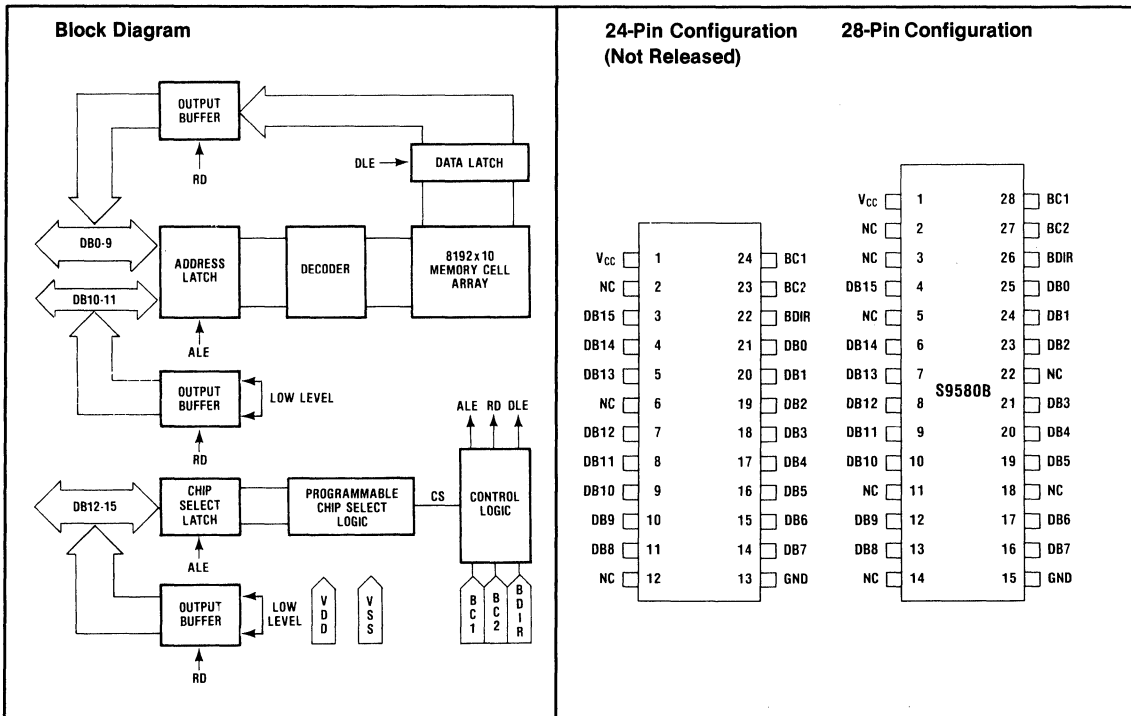 Block Diagram
OUTPUT
BUFFER
RD
DLE
DATA LATCH
DB0-9
ADDRESS
LATCH
DECODER
8192x10
MEMORY CELL
ARRAY
DB10-11
ALE
OUTPUT
BUFFER
LOW LEVEL
RD
ALE RD DLE
DB12-15
CHIP
SELECT
LATCH
PROGRAMMABLE
CHIP SELECT
LOGIC
CS
CONTROL
LOGIC
ALE
OUTPUT
BUFFER
LOW
LEVEL
RD
VDD
VSS
BC1
BC2
BDIR
24-Pin Configuration
(Not Released)
VCC 1 24 BC1
NC 2 23 BC2
DB15 3 22 BDIR
DB14 4 21 DB0
DB13 5 20 DB1
NC 6 19 DB2
DB12 7 18 DB3
DB11 8 17 DB4
DB10 9 16 DB5
DB9 10 15 DB6
DB8 11 14 DB7
NC 12 13 GND
28-Pin Configuration
VCC 1 28 BC1
NC 2 27 BC2
NC 3 26 BDIR
DB15 4 25 DB0
NC 5 24 DB1
DB14 6 23 DB2
DB13 7 22 NC
S9580B
DB12 8 21 DB3
DB11 9 20 DB4
DB10 10 19 DB5
NC 11 18 NC
DB9 12 17 DB6
DB8 13 16 DB7
NC 14 15 GND